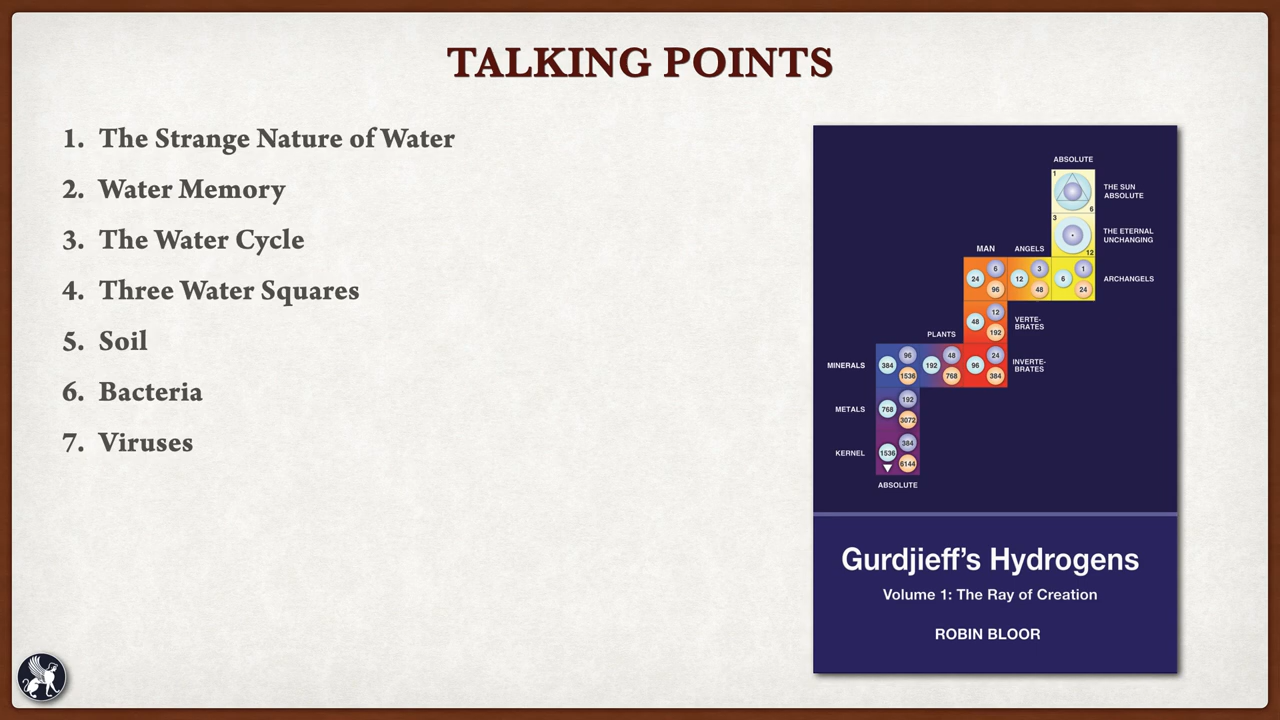 TALKING POINTS
1. The Strange Nature of Water
2. Water Memory
3. The Water Cycle
4. Three Water Squares
5. Soil
6. Bacteria
7. Viruses
ABSOLUTE
1
6
THE SUN
ABSOLUTE
3
12
THE ETERNAL
UNCHANGING
MAN
ANGELS
24 6 96
12 3 48
6 1 24
ARCHANGELS
48 12 192
VERTE-
BRATES
PLANTS
MINERALS
384 96 1536
192 48 768
96 24 384
INVERTE-
BRATES
METALS
768 192 3072
KERNEL
1536 384 6144
ABSOLUTE
Gurdjieff's Hydrogens
Volume 1: The Ray of Creation
ROBIN BLOOR